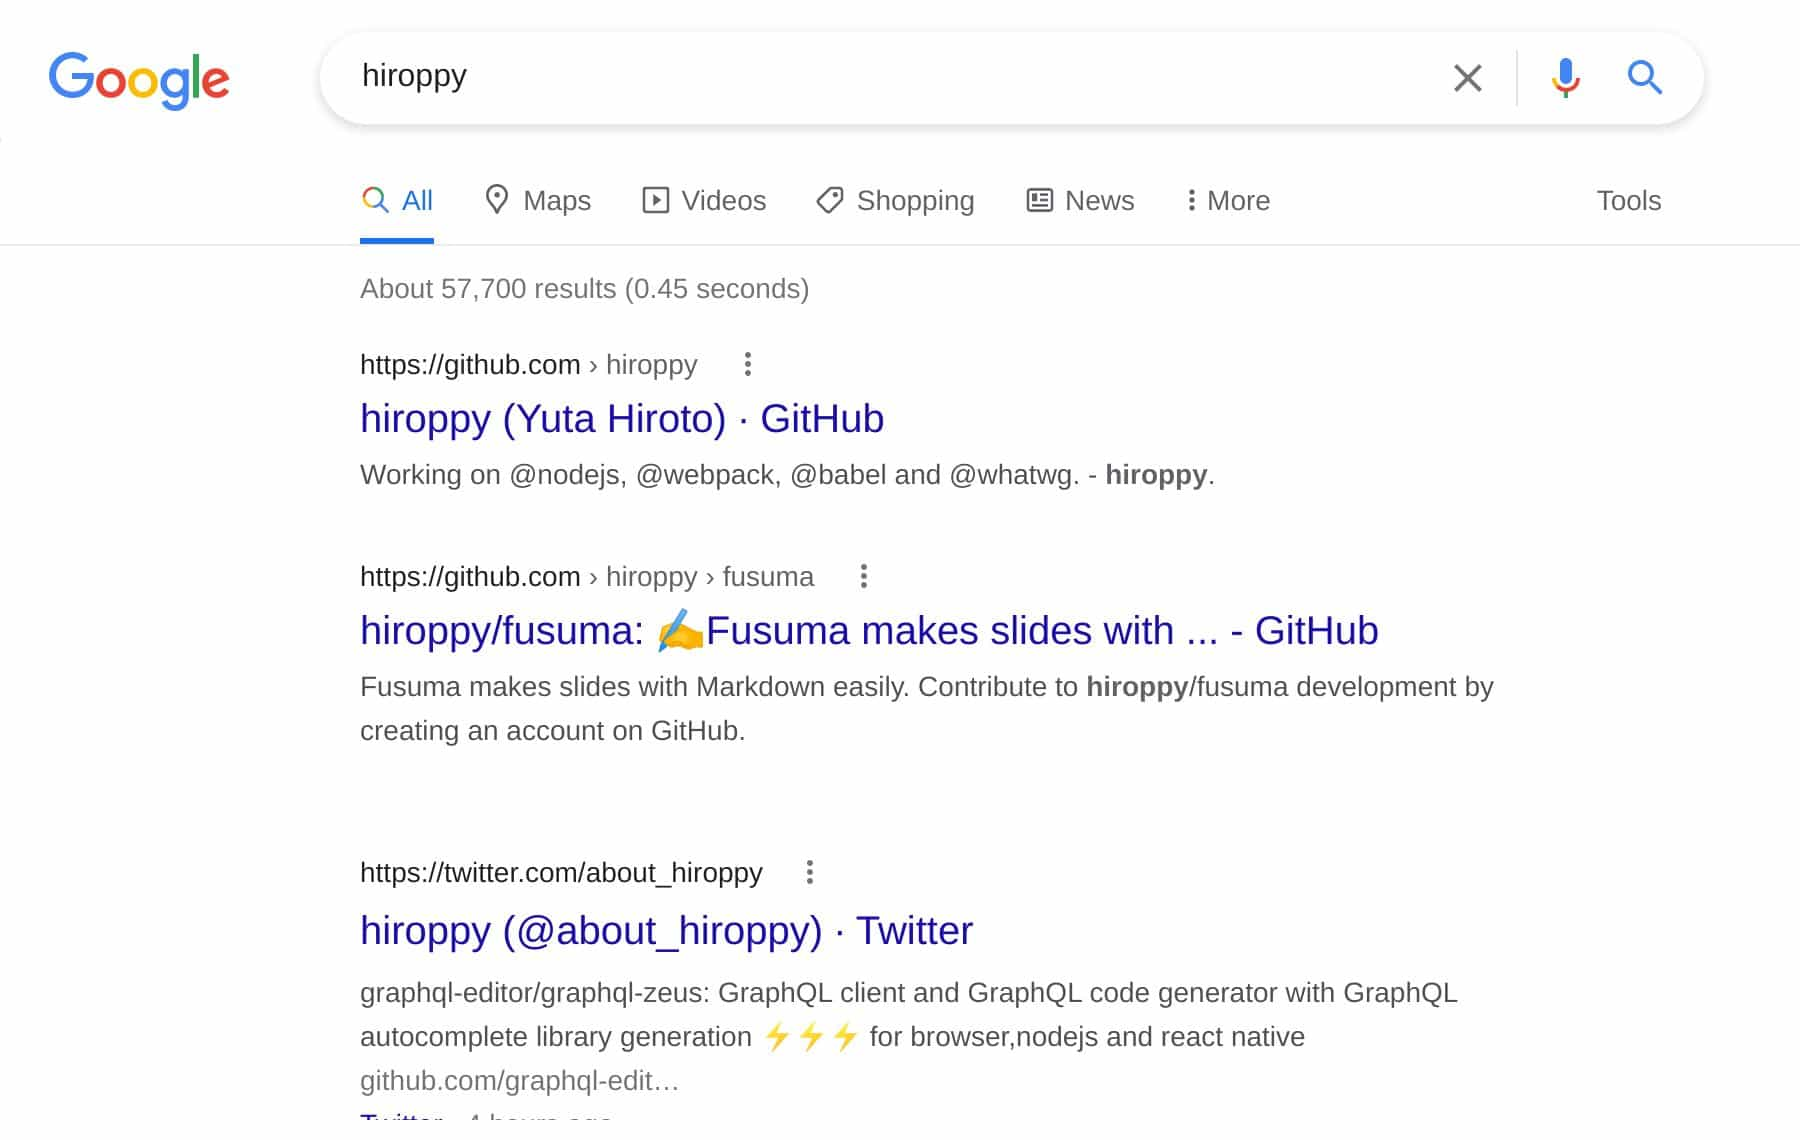 Google
hiroppy
All Maps Videos Shopping News More Tools
About 57,700 results (0.45 seconds)
https://github.com › hiroppy
hiroppy (Yuta Hiroto) · GitHub
Working on @nodejs, @webpack, @babel and @whatwg. - hiroppy.
https://github.com › hiroppy › fusuma
hiroppy/fusuma: ✍Fusuma makes slides with ... - GitHub
Fusuma makes slides with Markdown easily. Contribute to hiroppy/fusuma development by
creating an account on GitHub.
https://twitter.com/about_hiroppy
hiroppy (@about_hiroppy) · Twitter
graphql-editor/graphql-zeus: GraphQL client and GraphQL code generator with GraphQL
autocomplete library generation ⚡⚡⚡ for browser,nodejs and react native
github.com/graphql-edit…
Twitter · 4 hours ago